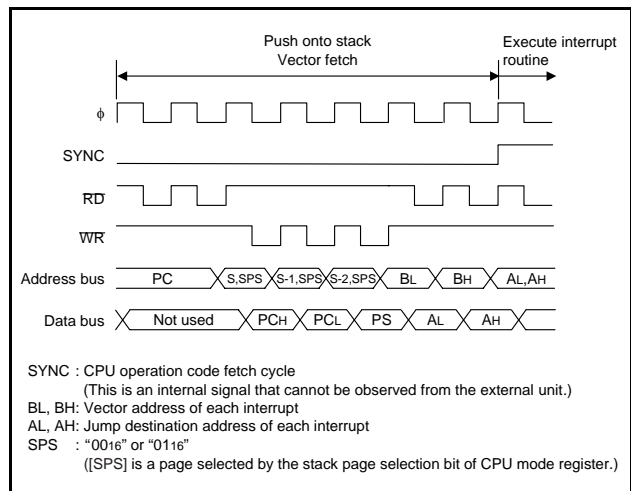 Push onto stack
Vector fetch
Execute interrupt
routine
ϕ
SYNC
RD
WR
Address bus PC S,SPS S-1,SPS S-2,SPS BL BH AL,AH
Data bus Not used PCH PCL PS AL AH
SYNC : CPU operation code fetch cycle
(This is an internal signal that cannot be observed from the external unit.)
BL, BH: Vector address of each interrupt
AL, AH: Jump destination address of each interrupt
SPS : “0016” or “0116”
([SPS] is a page selected by the stack page selection bit of CPU mode register.)